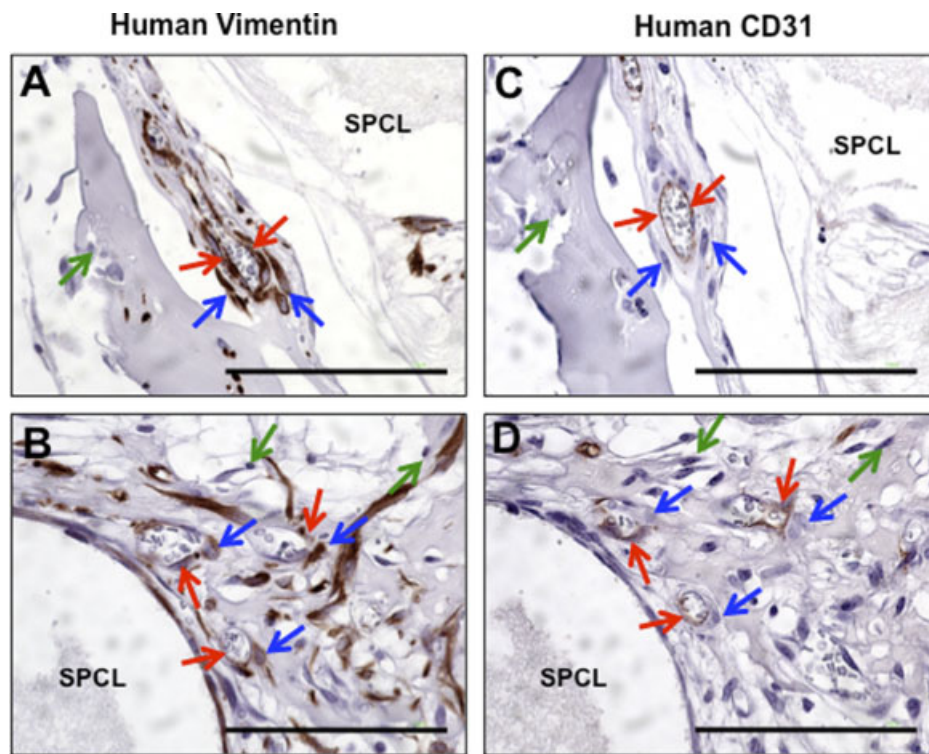 Human Vimentin
Human CD31
A
SPCL
C
SPCL
B
SPCL
D
SPCL